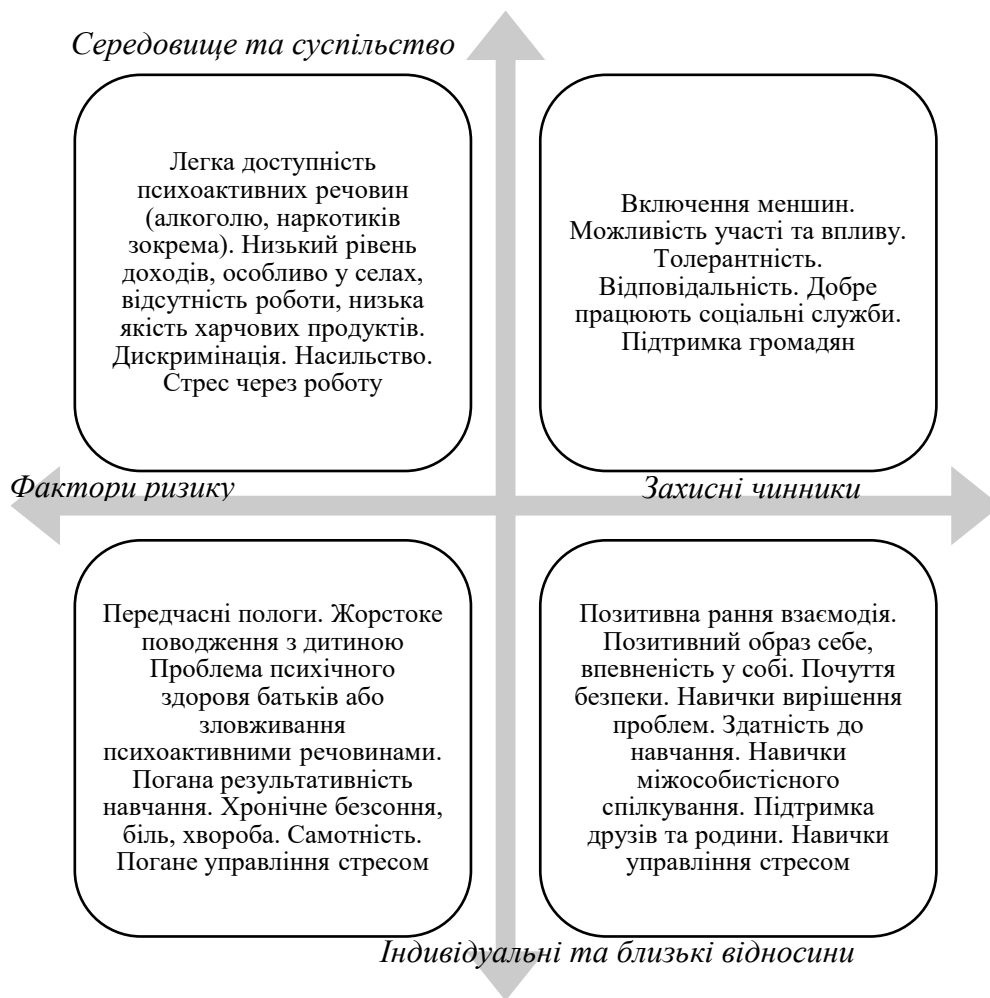 Середовище та суспільство
Легка доступність
психоактивних речовин
(алкоголю, наркотиків
зокрема). Низький рівень
доходів, особливо у селах,
відсутність роботи, низька
якість харчових продуктів.
Дискримінація. Насильство.
Стрес через роботу
Включення меншин.
Можливість участі та впливу.
Толерантність.
Відповідальність. Добре
працюють соціальні служби.
Підтримка громадян
Фактори ризику
Захисні чинники
Передчасні пологи. Жорстоке
поводження з дитиною
Проблема психічного
здоровя батьків або
зловживання
психоактивними речовинами.
Погана результативність
навчання. Хронічне безсоння,
біль, хвороба. Самотність.
Погане управління стресом
Позитивна рання взаємодія.
Позитивний образ себе,
впевненість у собі. Почуття
безпеки. Навички вирішення
проблем. Здатність до
навчання. Навички
міжособистісного
спілкування. Підтримка
друзів та родини. Навички
управління стресом
Індивідуальні та близькі відносини